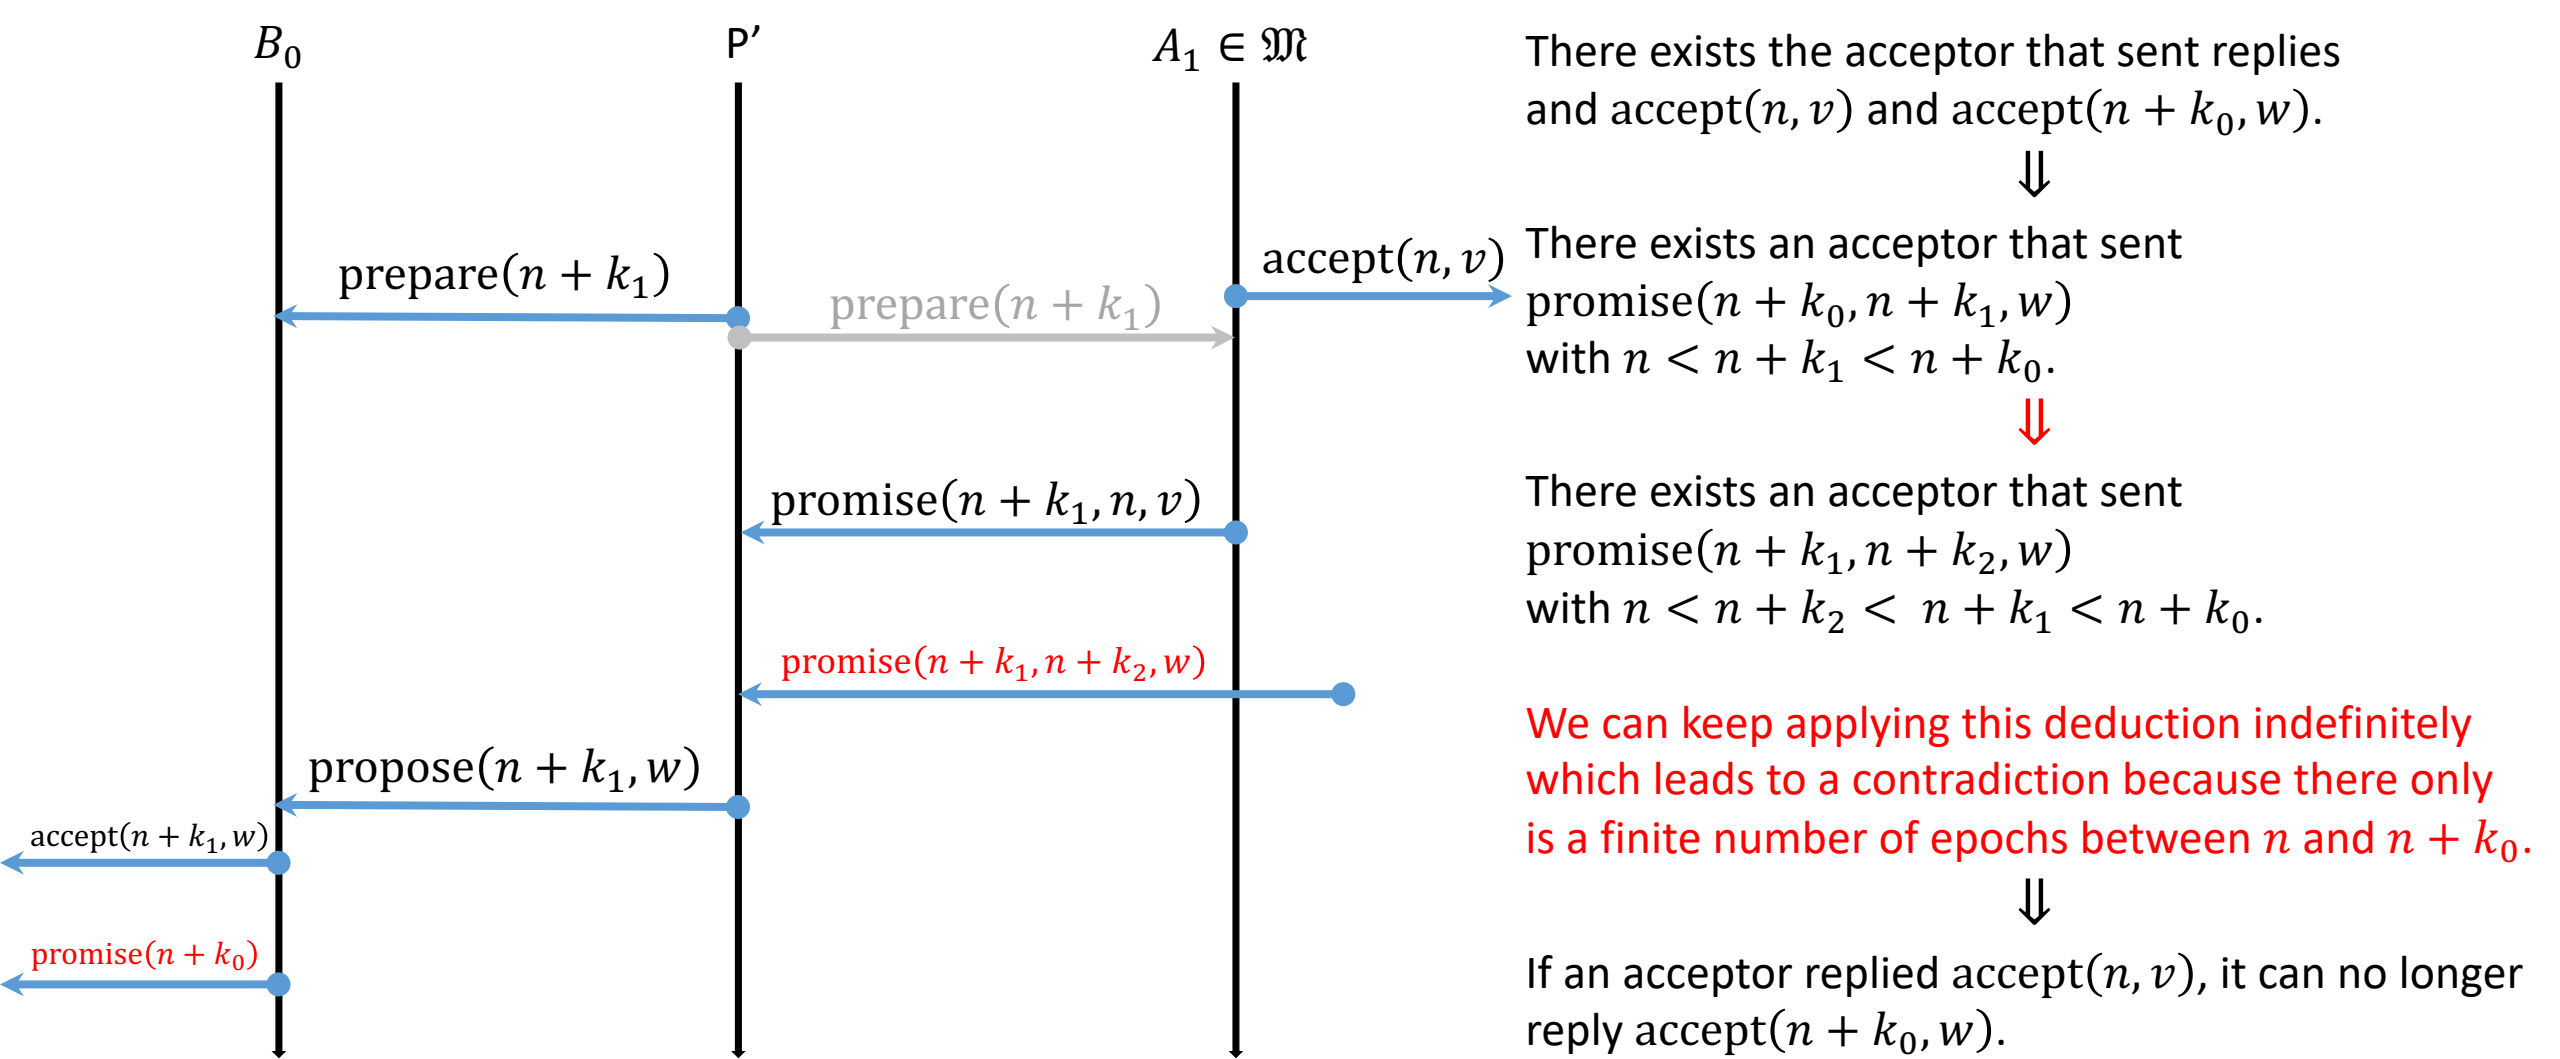 B₀
P’
A₁ ∈ 𝔐
prepare(n + k₁)
prepare(n + k₁)
accept(n, v)
promise(n + k₁, n, v)
promise(n + k₁, n + k₂, w)
propose(n + k₁, w)
accept(n + k₁, w)
promise(n + k₀)
There exists the acceptor that sent replies
and accept(n, v) and accept(n + k₀, w).
⇓
There exists an acceptor that sent
promise(n + k₀, n + k₁, w)
with n < n + k₁ < n + k₀.
⇓
There exists an acceptor that sent
promise(n + k₁, n + k₂, w)
with n < n + k₂ < n + k₁ < n + k₀.
We can keep applying this deduction indefinitely
which leads to a contradiction because there only
is a finite number of epochs between n and n + k₀.
⇓
If an acceptor replied accept(n, v), it can no longer
reply accept(n + k₀, w).